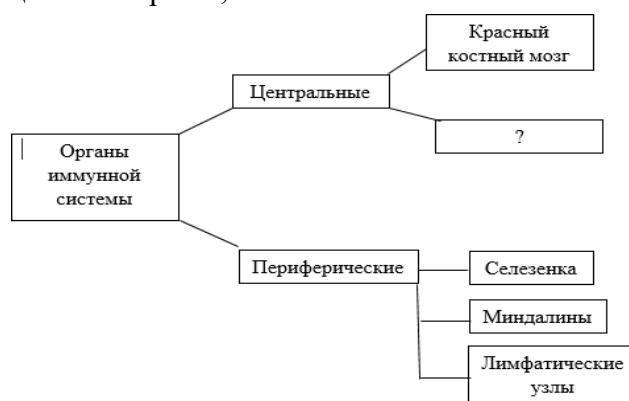 Красный
костный мозг
Центральные
?
Органы
иммунной
системы
Периферические
Селезенка
Миндалины
Лимфатические
узлы